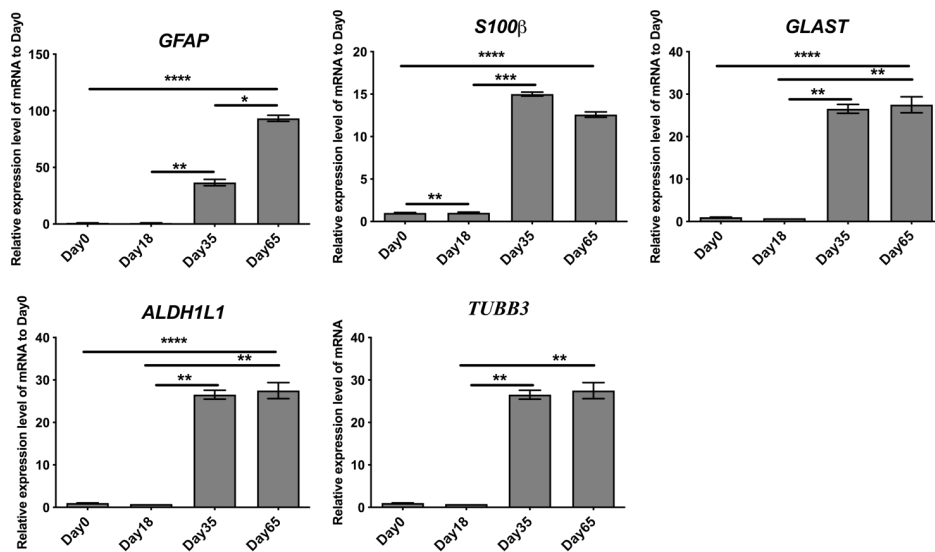 GFAP
Relative expression level of mRNA to Day0
150
100
50
0
****
*
**
Day0
Day18
Day35
Day65
S100β
Relative expression level of mRNA to Day0
20
15
10
5
0
****
***
**
Day0
Day18
Day35
Day65
GLAST
Relative expression level of mRNA to Day0
40
30
20
10
0
****
**
**
Day0
Day18
Day35
Day65
ALDH1L1
Relative expression level of mRNA to Day0
40
30
20
10
0
****
**
**
Day0
Day18
Day35
Day65
TUBB3
Relative expression level of mRNA
40
30
20
10
0
**
**
Day0
Day18
Day35
Day65